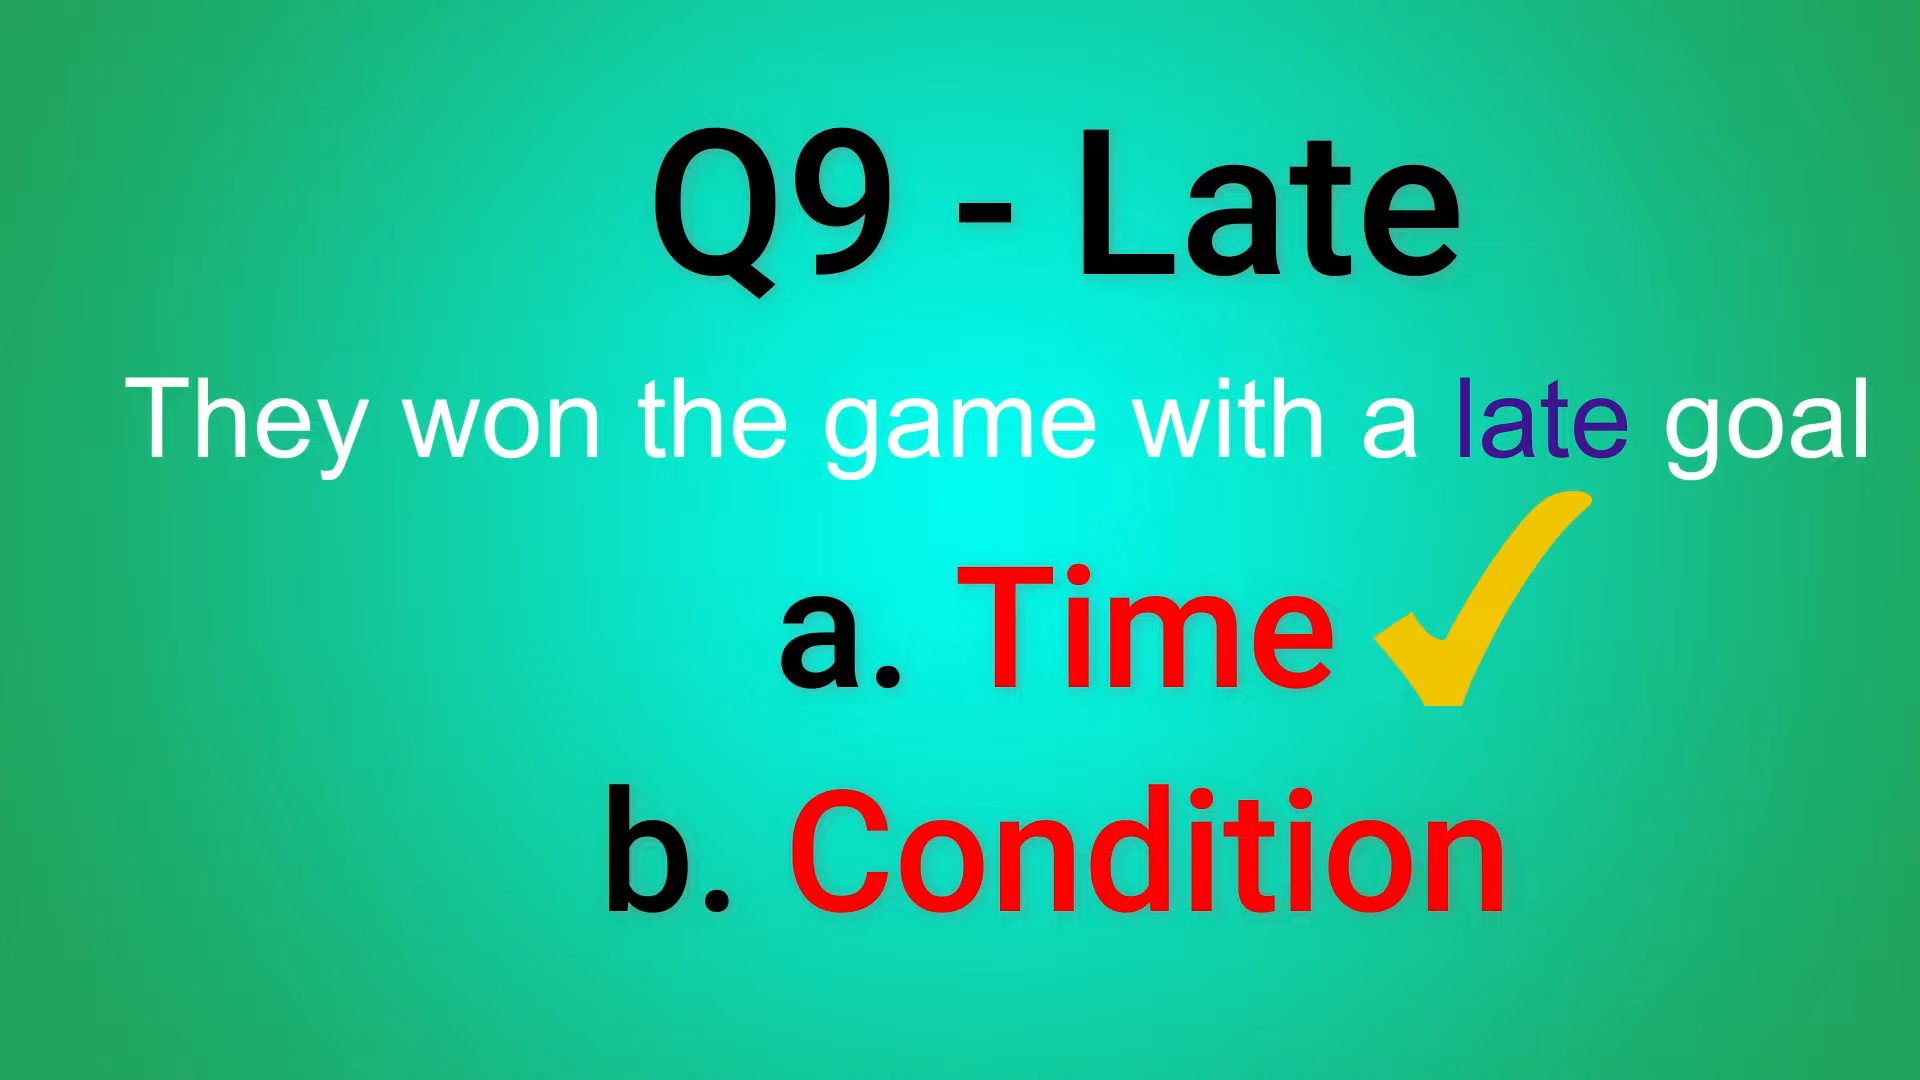 Q9 - Late
They won the game with a late goal
a. Time
b. Condition